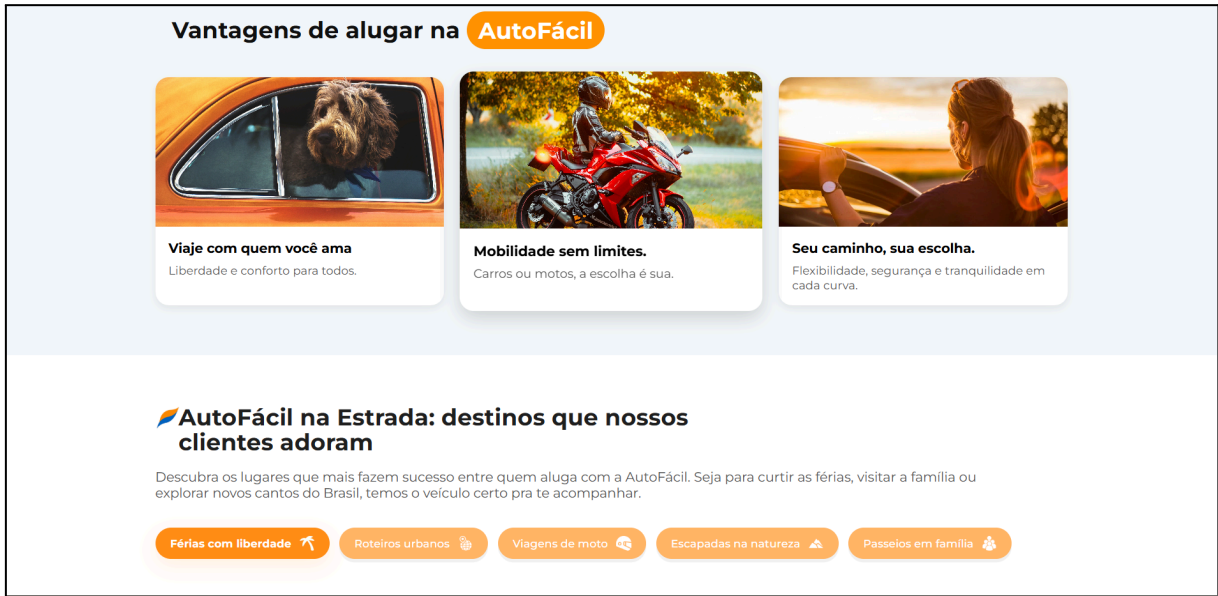 Vantagens de alugar na AutoFácil
Viaje com quem você ama
Liberdade e conforto para todos.
Mobilidade sem limites.
Carros ou motos, a escolha é sua.
Seu caminho, sua escolha.
Flexibilidade, segurança e tranquilidade em
cada curva.
AutoFácil na Estrada: destinos que nossos
clientes adoram
Descubra os lugares que mais fazem sucesso entre quem aluga com a AutoFácil. Seja para curtir as férias, visitar a família ou
explorar novos cantos do Brasil, temos o veículo certo pra te acompanhar.
Férias com liberdade
Roteiros urbanos
Viagens de moto
Escapadas na natureza
Passeios em família